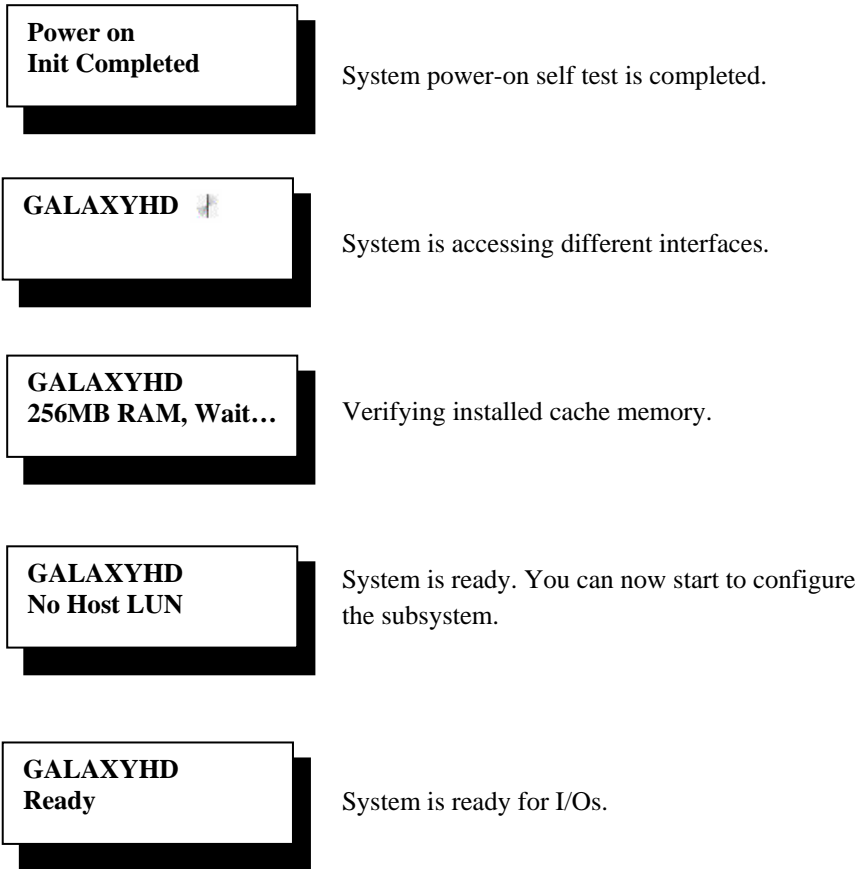 Power on
Init Completed
System power-on self test is completed.
GALAXYHD
System is accessing different interfaces.
GALAXYHD
256MB RAM, Wait…
Verifying installed cache memory.
GALAXYHD
No Host LUN
System is ready. You can now start to configure
the subsystem.
GALAXYHD
Ready
System is ready for I/Os.